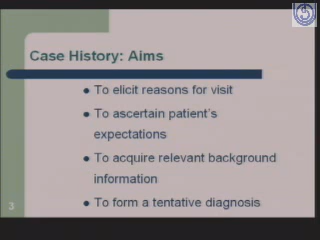 Case History: Aims
To elicit reasons for visit
To ascertain patient's
expectations
To acquire relevant background
information
To form a tentative diagnosis
3